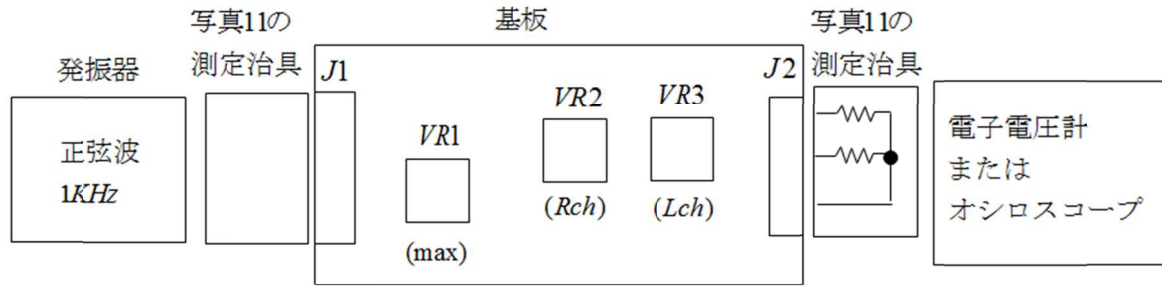 発振器
正弦波
1KHz
写真11の
測定治具
基板
J1
VR1
(max)
VR2
(Rch)
VR3
(Lch)
J2
写真11の
測定治具
電子電圧計
または
オシロスコープ